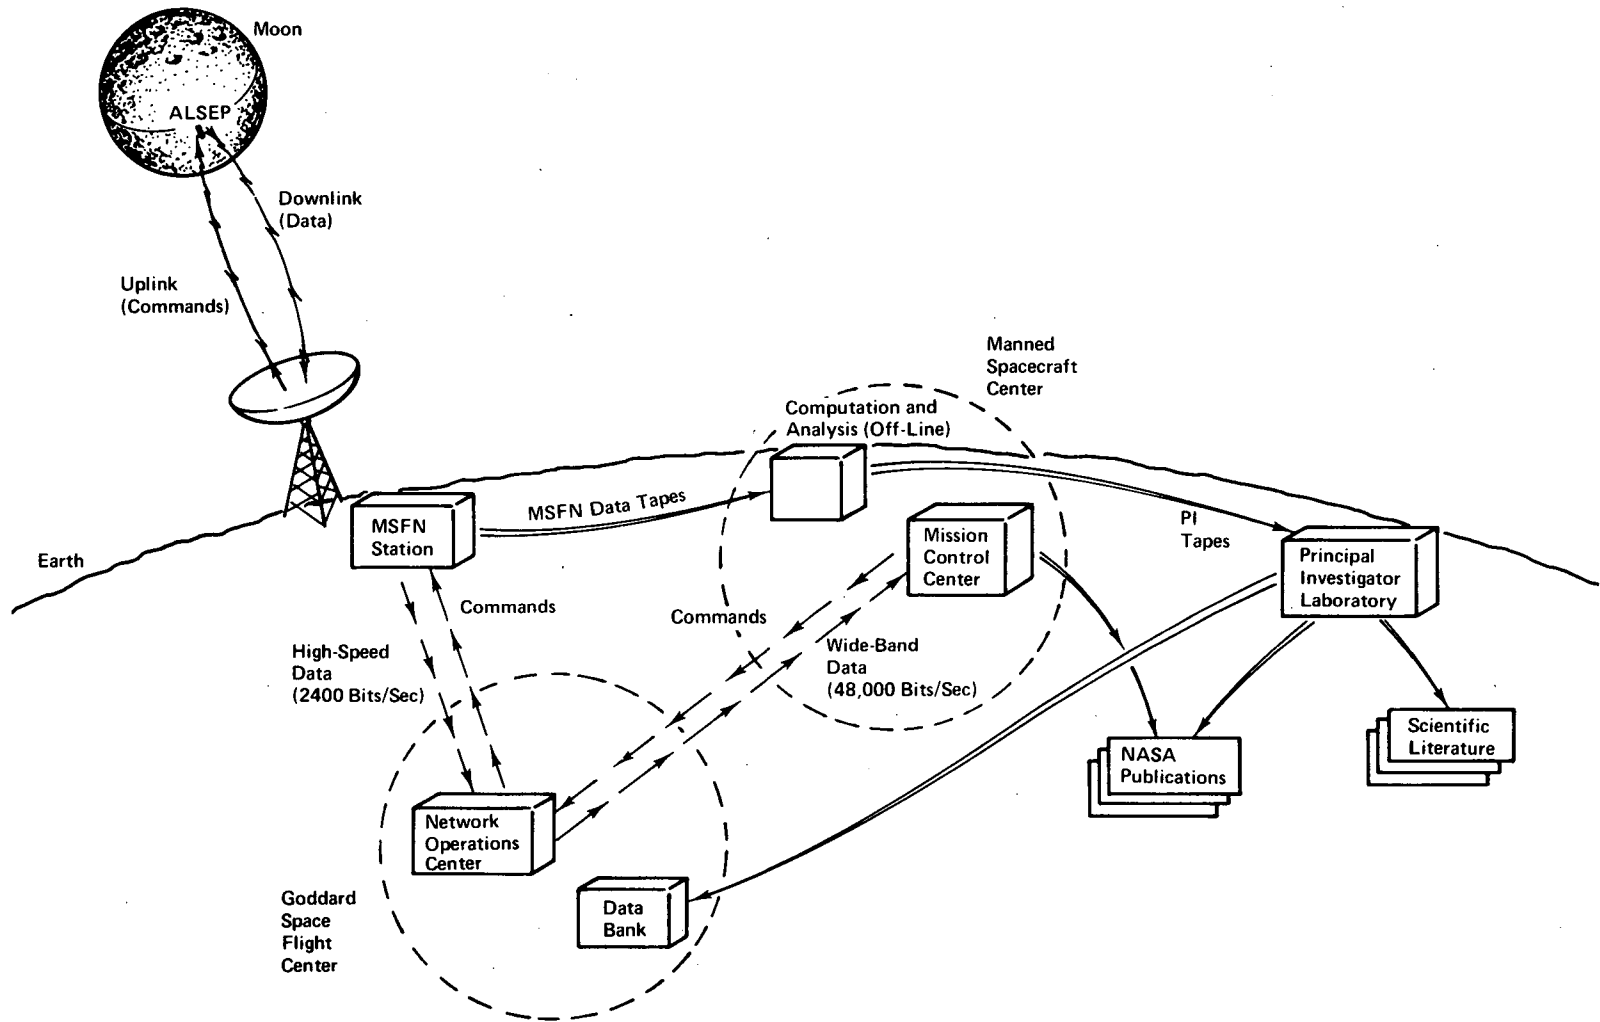 Moon
ALSEP
Downlink
(Data)
Uplink
(Commands)
Manned
Spacecraft
Center
Computation and
Analysis (Off-Line)
MSFN Data Tapes
MSFN
Station
Mission
Control
Center
PI
Tapes
Principal
Investigator
Laboratory
Earth
Commands
Commands
High-Speed
Data
(2400 Bits/Sec)
Wide-Band
Data
(48,000 Bits/Sec)
Scientific
Literature
NASA
Publications
Network
Operations
Center
Data
Bank
Goddard
Space
Flight
Center